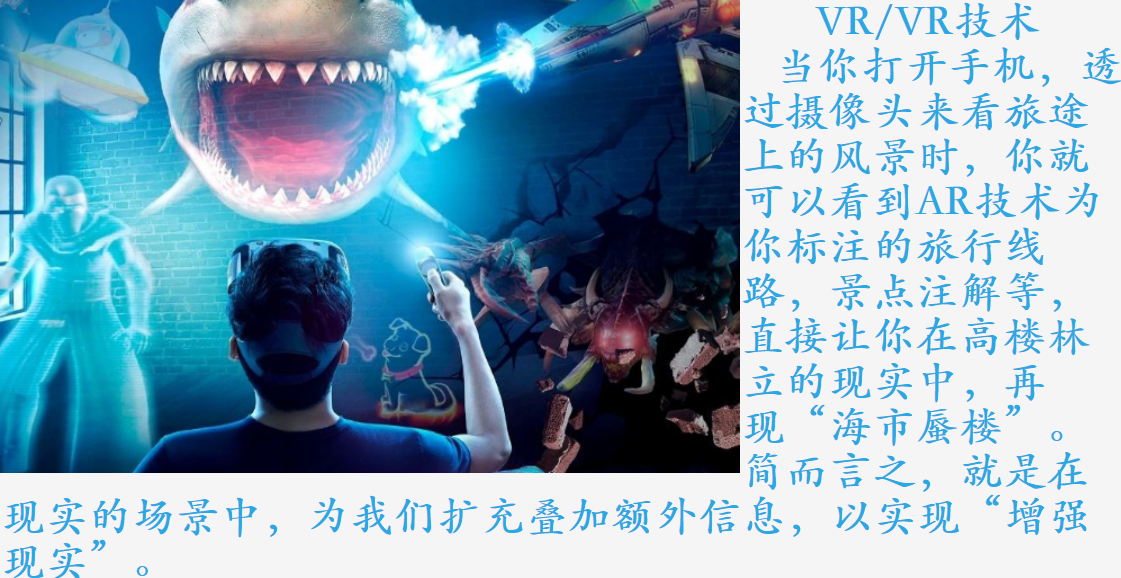 VR/VR技术
当你打开手机，透
过摄像头来看旅途
上的风景时，你就
可以看到AR技术为
你标注的旅行线
路，景点注解等，
直接让你在高楼林
立的现实中，再
现“海市蜃楼”。
简而言之，就是在
现实的场景中，为我们扩充叠加额外信息，以实现“增强
现实”。